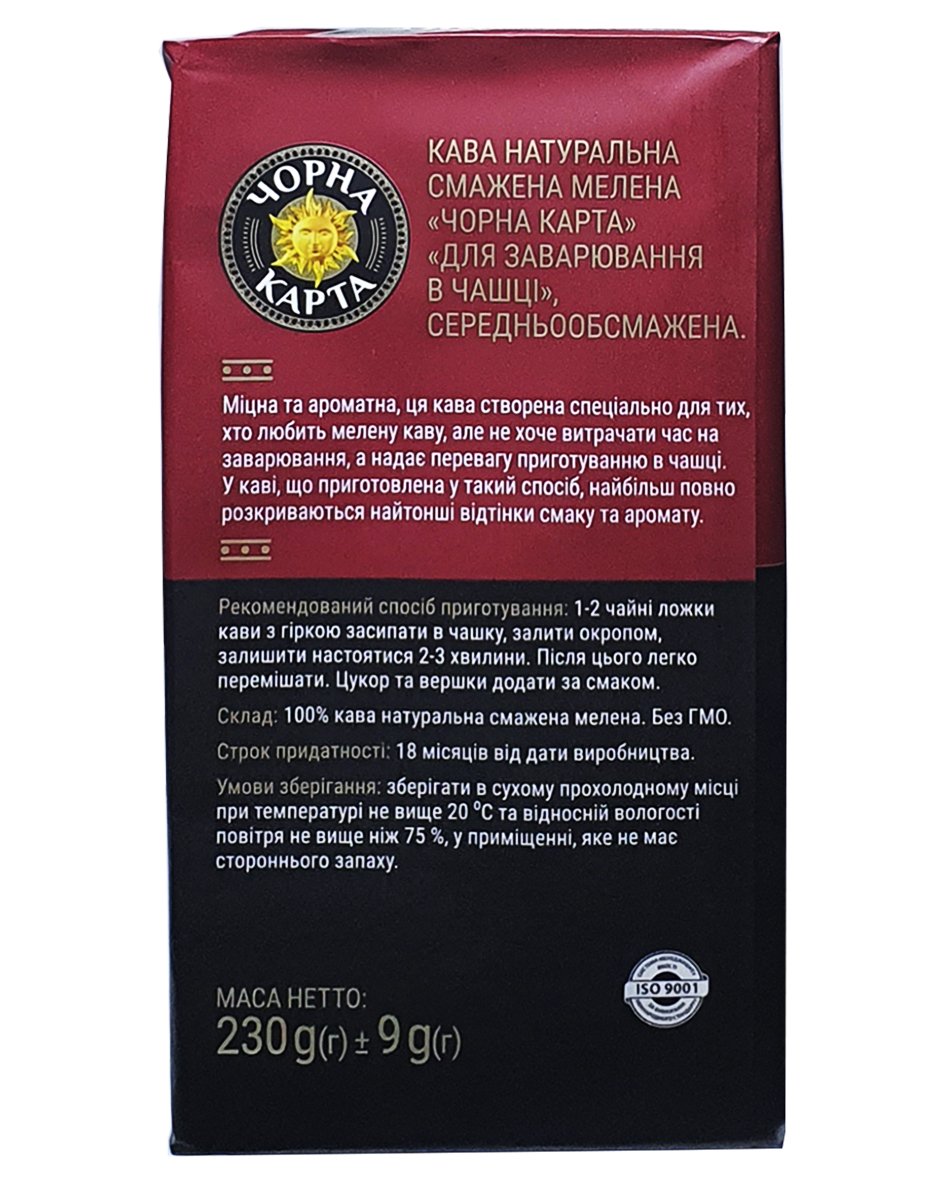 ЧОРНА
КАРТА
КАВА НАТУРАЛЬНА
СМАЖЕНА МЕЛЕНА
«ЧОРНА КАРТА»
«ДЛЯ ЗАВАРЮВАННЯ
В ЧАШЦІ»,
СЕРЕДНЬООБСМАЖЕНА.
Міцна та ароматна, ця кава створена спеціально для тих,
хто любить мелену каву, але не хоче витрачати час на
заварювання, а надає перевагу приготуванню в чашці.
У каві, що приготовлена у такий спосіб, найбільш повно
розкриваються найтонші відтінки смаку та аромату.
Рекомендований спосіб приготування: 1-2 чайні ложки
кави з гіркою засипати в чашку, залити окропом,
залишити настоятися 2-3 хвилини. Після цього легко
перемішати. Цукор та вершки додати за смаком.
Склад: 100% кава натуральна смажена мелена. Без ГМО.
Строк придатності: 18 місяців від дати виробництва.
Умови зберігання: зберігати в сухому прохолодному місці
при температурі не вище 20 °C та відносній вологості
повітря не вище ніж 75 %, у приміщенні, яке не має
стороннього запаху.
ISO 9001
МАСА НЕТТО:
230 g(г) ± 9 g(г)